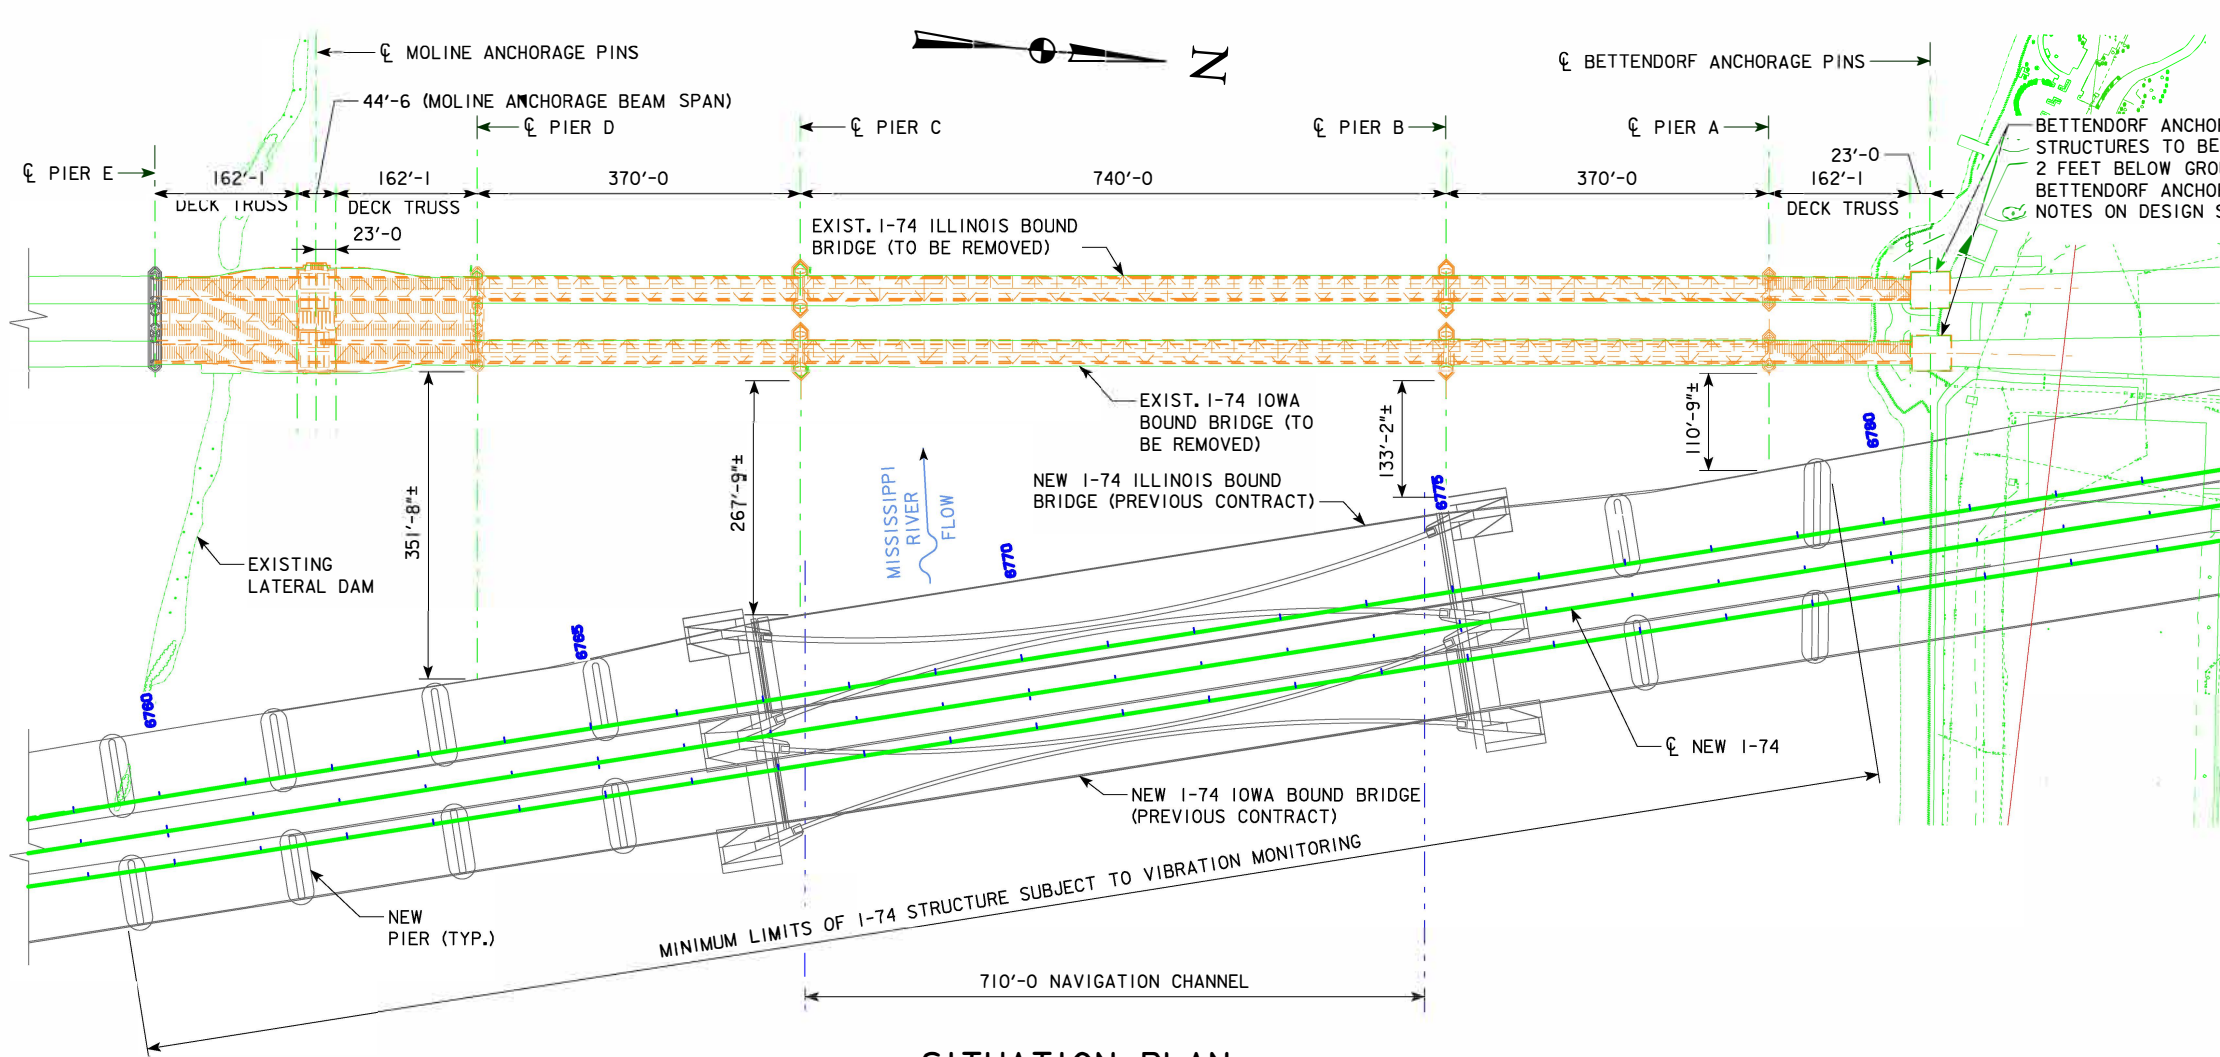 ℄ MOLINE ANCHORAGE PINS
N
℄ BETTENDORF ANCHORAGE PINS
44'-6 (MOLINE ANCHORAGE BEAM SPAN)
℄ PIER D
℄ PIER C
℄ PIER B
℄ PIER A
BETTENDORF ANCHO
STRUCTURES TO BE
2 FEET BELOW GRO
BETTENDORF ANCHO
NOTES ON DESIGN S
23'-0
℄ PIER E
162'-1
DECK TRUSS
162'-1
DECK TRUSS
370'-0
740'-0
370'-0
162'-1
DECK TRUSS
23'-0
EXIST. I-74 ILLINOIS BOUND
BRIDGE (TO BE REMOVED)
EXIST. I-74 IOWA
BOUND BRIDGE (TO
BE REMOVED)
351'-8"±
267'-9"±
133'-2"±
110'-9"±
MISSISSIPPI
RIVER
FLOW
NEW I-74 ILLINOIS BOUND
BRIDGE (PREVIOUS CONTRACT)
EXISTING
LATERAL DAM
6760
6765
6770
6775
6780
℄ NEW I-74
NEW I-74 IOWA BOUND BRIDGE
(PREVIOUS CONTRACT)
NEW
PIER (TYP.)
MINIMUM LIMITS OF I-74 STRUCTURE SUBJECT TO VIBRATION MONITORING
710'-0 NAVIGATION CHANNEL
SITUATION PLAN